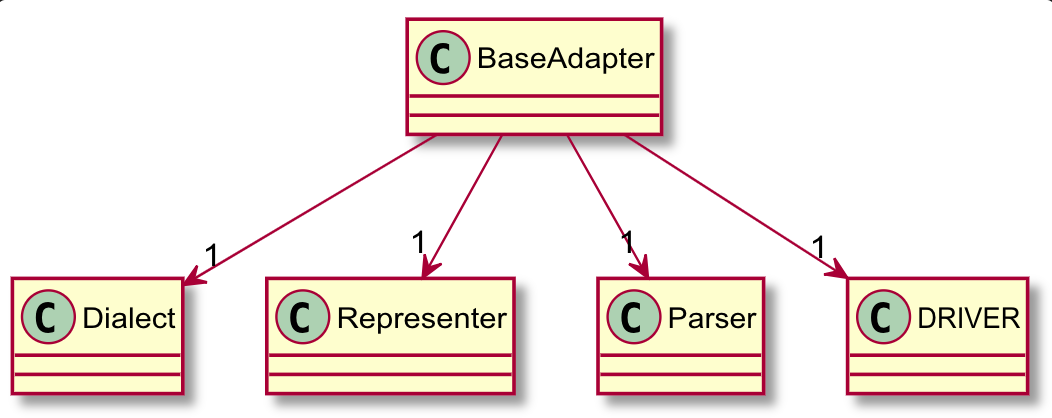 C BaseAdapter
1
1
1
1
C Dialect
C Representer
C Parser
C DRIVER